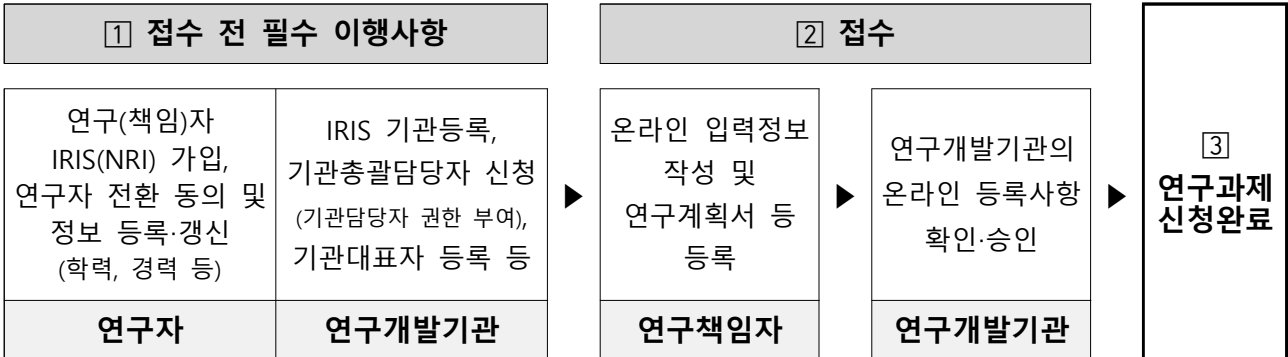 1 접수 전 필수 이행사항
연구(책임)자
IRIS(NRI) 가입,
연구자 전환 동의 및
정보 등록·갱신
(학력, 경력 등)
연구자
IRIS 기관등록,
기관총괄담당자 신청
(기관담당자 권한 부여),
기관대표자 등록 등
연구개발기관
▶
2 접수
온라인 입력정보
작성 및
연구계획서 등
등록
연구책임자
▶
연구개발기관의
온라인 등록사항
확인·승인
연구개발기관
▶
3
연구과제
신청완료